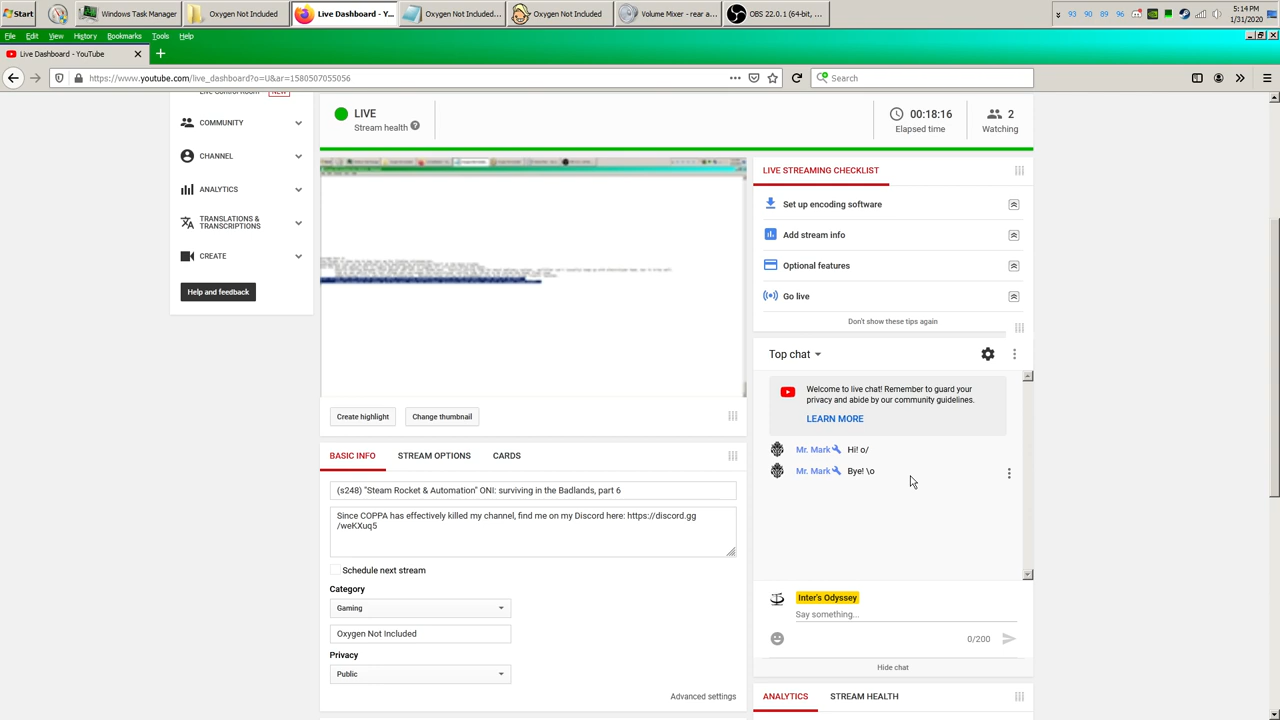 Start
Windows Task Manager
Oxygen Not Included
Live Dashboard - Y...
Oxygen Not Included...
Oxygen Not Included
Volume Mixer - rear a...
OBS 22.0.1 (64-bit, ...
93 90 89 96
5:14 PM
1/31/2020
File Edit View History Bookmarks Tools Help
Live Dashboard - YouTube
https://www.youtube.com/live_dashboard?o=U&ar=1580507055056
Search
Live Control Room NEW
COMMUNITY
CHANNEL
ANALYTICS
TRANSLATIONS &
TRANSCRIPTIONS
CREATE
Help and feedback
LIVE
Stream health
00:18:16
Elapsed time
2
Watching
Create highlight
Change thumbnail
BASIC INFO STREAM OPTIONS CARDS
(s248) "Steam Rocket & Automation" ONI: surviving in the Badlands, part 6
Since COPPA has effectively killed my channel, find me on my Discord here: https://discord.gg
/weKXuq5
Schedule next stream
Category
Gaming
Oxygen Not Included
Privacy
Public
Advanced settings
LIVE STREAMING CHECKLIST
Set up encoding software
Add stream info
Optional features
Go live
Don't show these tips again
Top chat
Welcome to live chat! Remember to guard your
privacy and abide by our community guidelines.
LEARN MORE
Mr. Mark Hi! o/
Mr. Mark Bye! \o
Inter's Odyssey
Say something...
0/200
Hide chat
ANALYTICS STREAM HEALTH